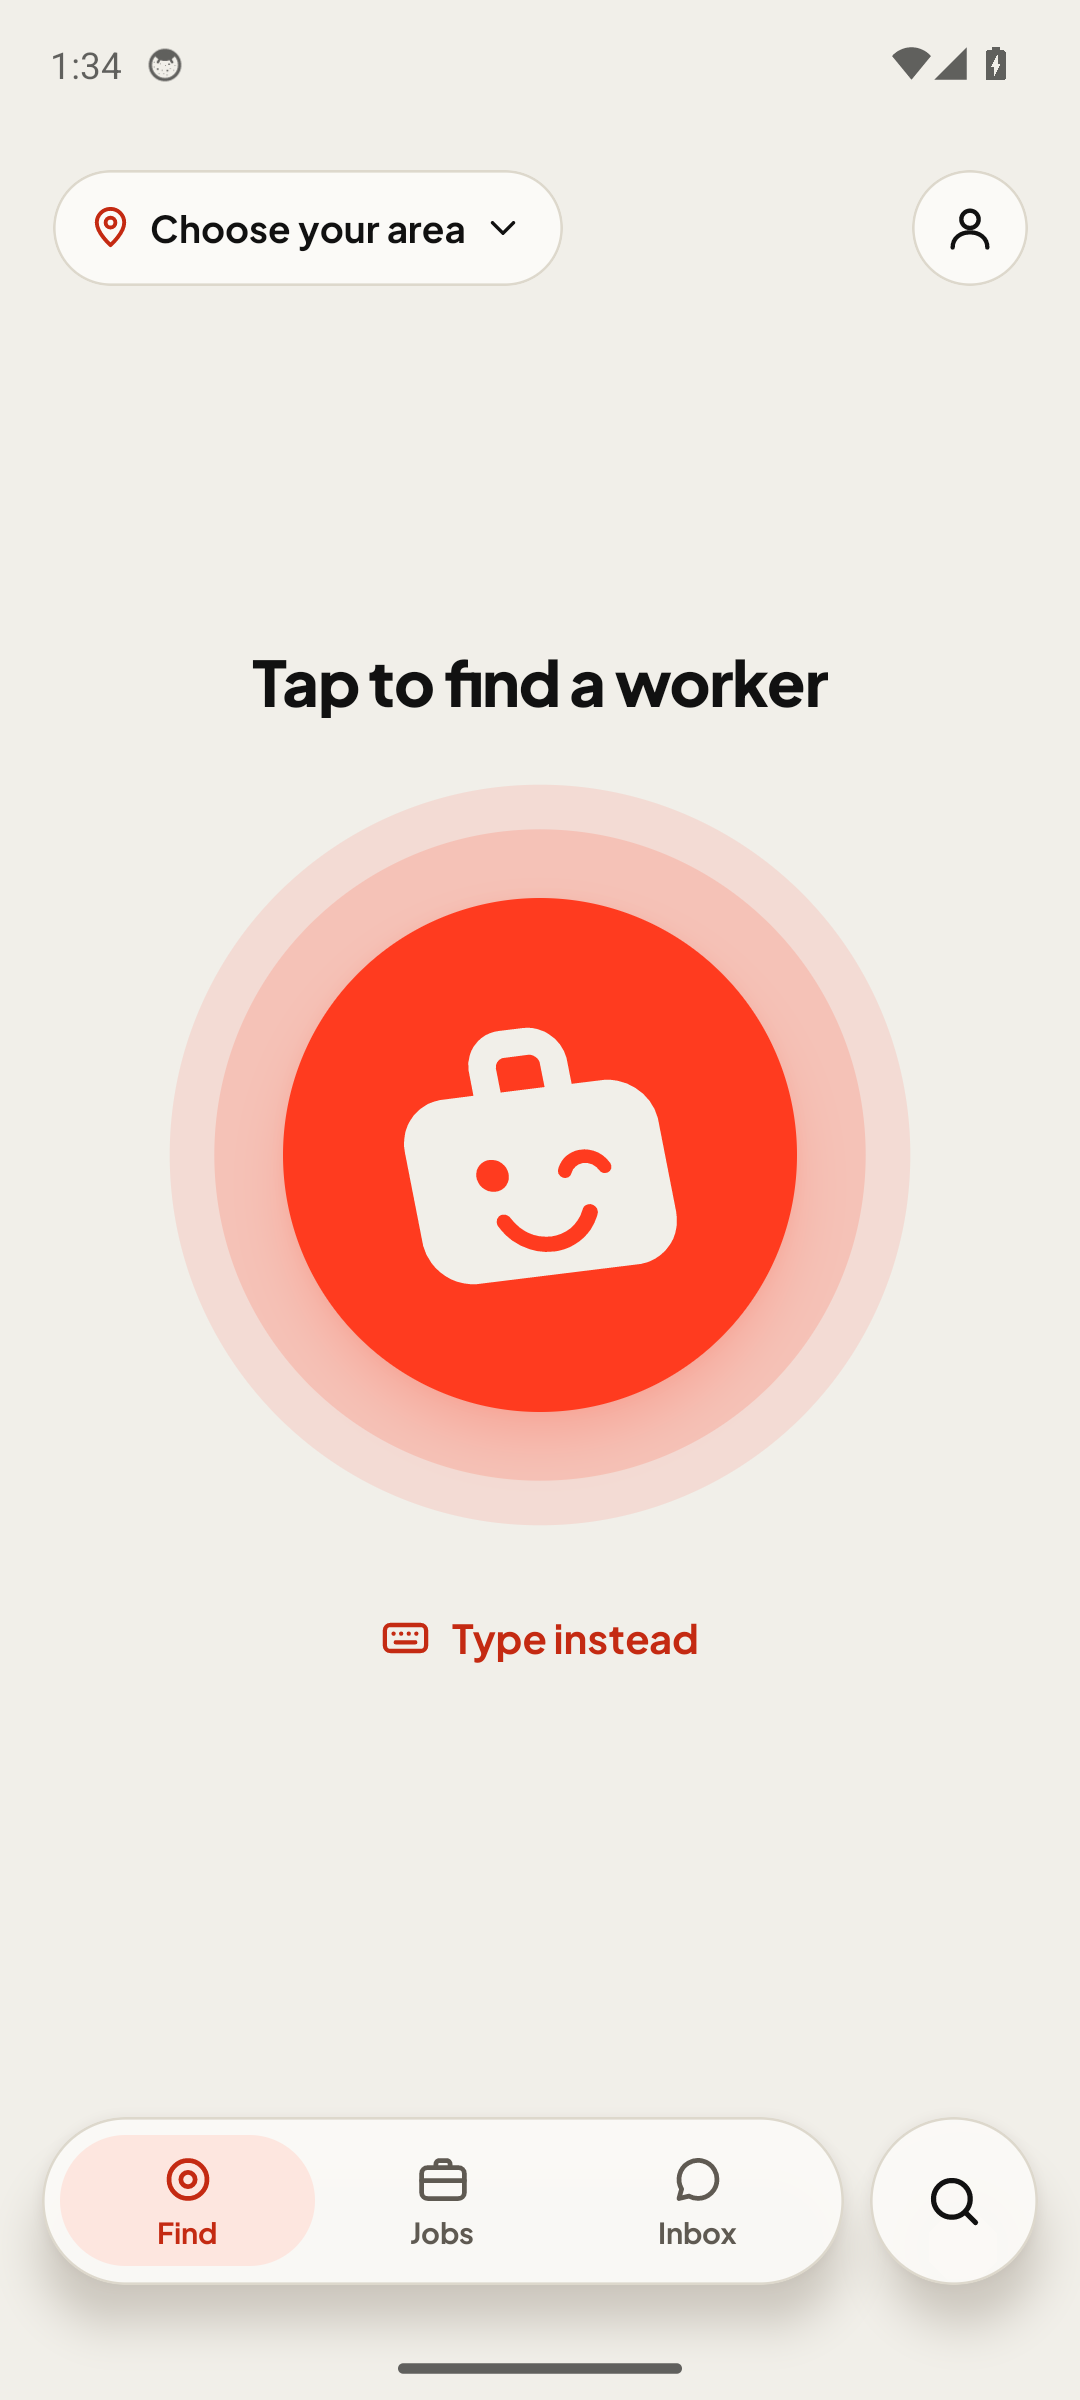 1:34
Choose your area
Tap to find a worker
Type instead
Find
Jobs
Inbox